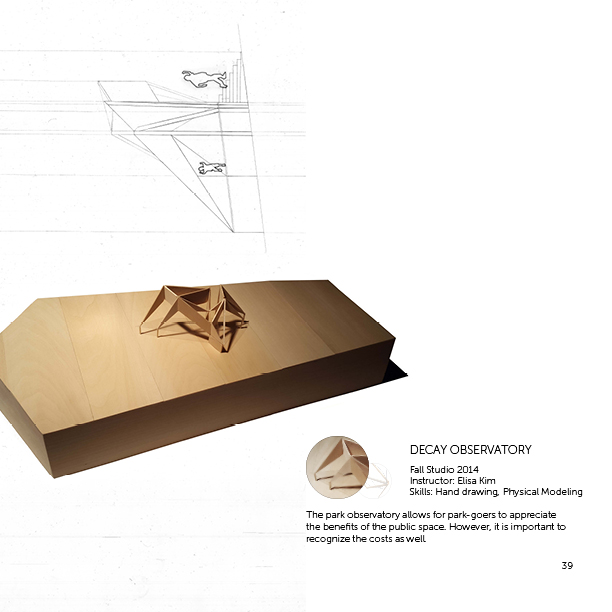 DECAY OBSERVATORY
Fall Studio 2014
Instructor: Elisa Kim
Skills: Hand drawing, Physical Modeling
The park observatory allows for park-goers to appreciate
the benefits of the public space. However, it is important to
recognize the costs as well.
39